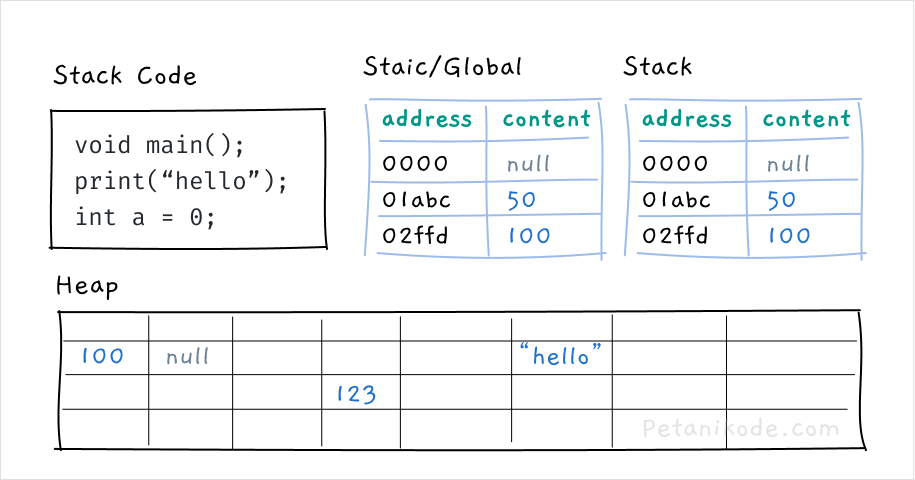 Stack Code
void main();
print(“hello”);
int a = 0;
Staic/Global
address content
0000 null
01abc 50
02ffd 100
Stack
address content
0000 null
01abc 50
02ffd 100
Heap
100 null “hello”
123
Petanikode.com